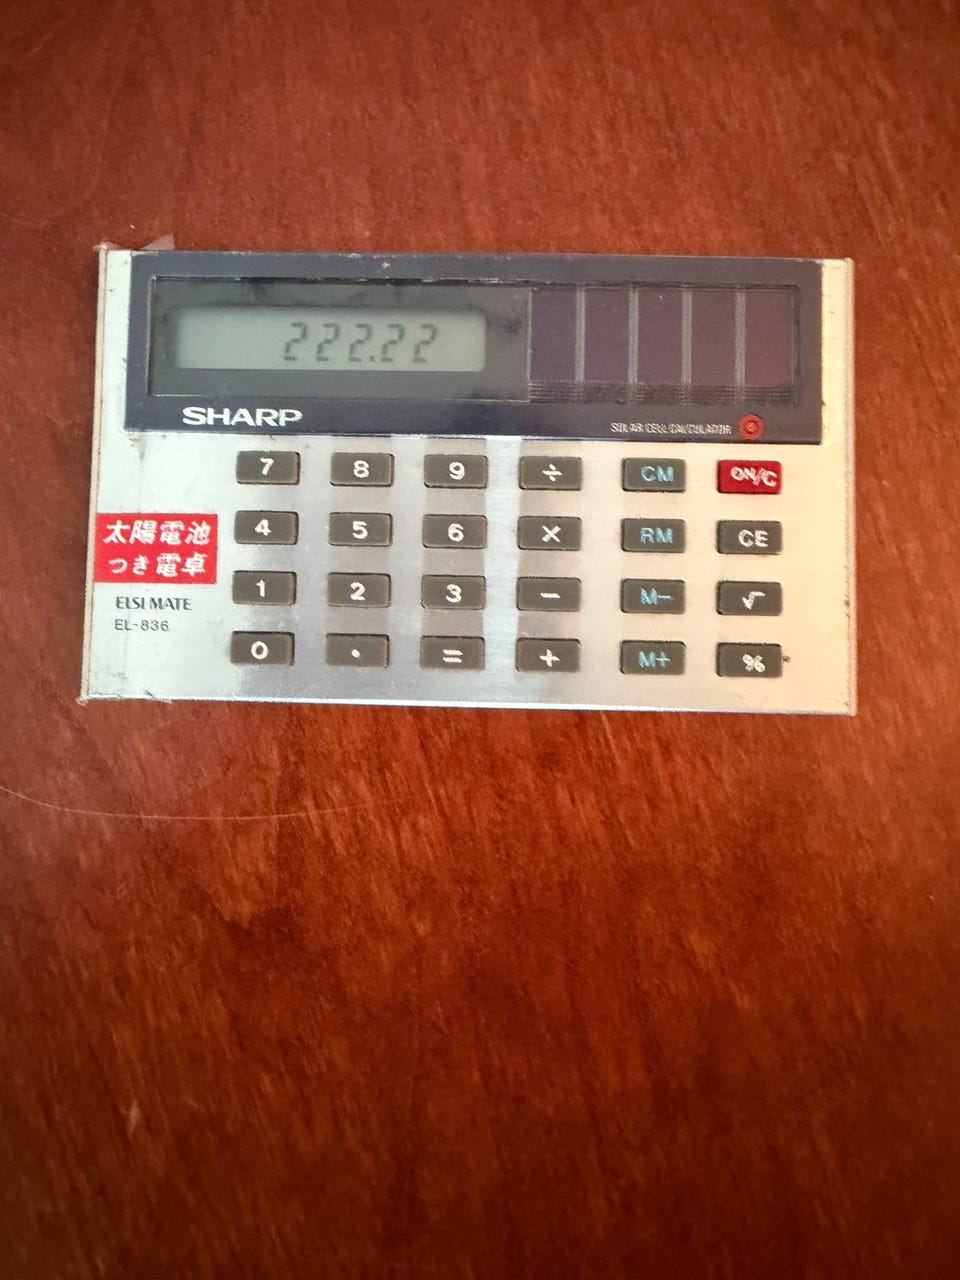 222.22
SHARP
SOLAR CELL CALCULATOR
7 8 9 ÷ CM ON/C
4 5 6 × RM CE
1 2 3 − M− √
0 . = + M+ %
太陽電池
つき電卓
ELSI MATE
EL-836